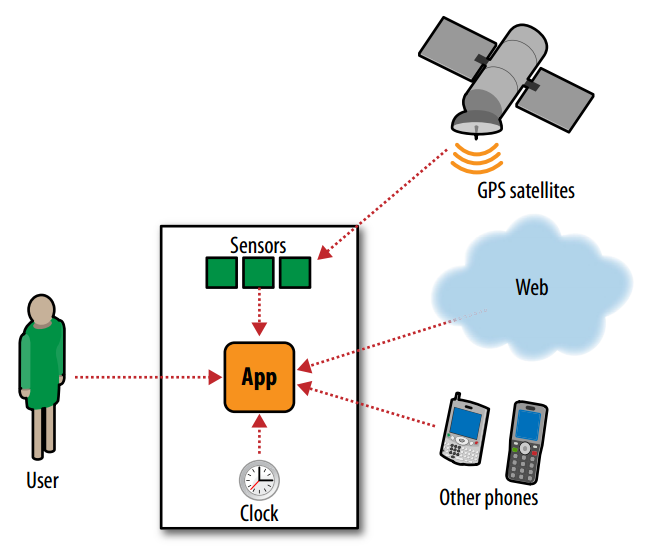 GPS satellites
Sensors
Web
App
User
Clock
Other phones